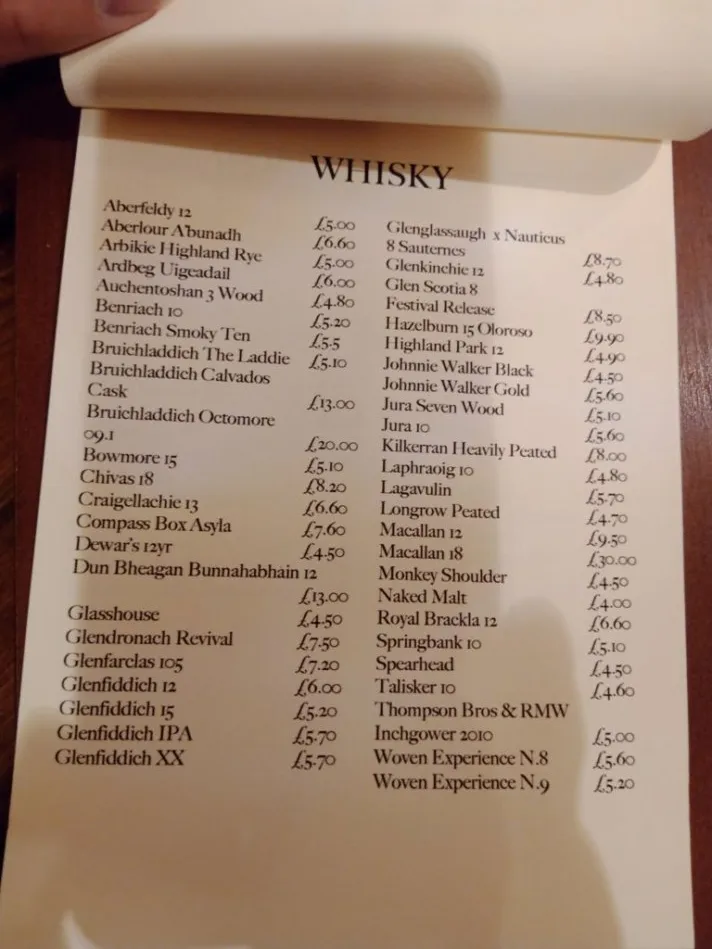 WHISKY
Aberfeldy 12 £5.00
Aberlour A'bunadh £6.60
Arbikie Highland Rye £5.00
Ardbeg Uigeadail £6.00
Auchentoshan 3 Wood £4.80
Benriach 10 £5.20
Benriach Smoky Ten £5.5
Bruichladdich The Laddie £5.10
Bruichladdich Calvados
Cask £13.00
Bruichladdich Octomore
09.1 £20.00
Bowmore 15 £5.10
Chivas 18 £8.20
Craigellachie 13 £6.60
Compass Box Asyla £7.60
Dewar's 12yr £4.50
Dun Bheagan Bunnahabhain 12
£13.00
Glasshouse £4.50
Glendronach Revival £7.50
Glenfarclas 105 £7.20
Glenfiddich 12 £6.00
Glenfiddich 15 £5.20
Glenfiddich IPA £5.70
Glenfiddich XX £5.70
Glenglassaugh x Nauticus
8 Sauternes £8.70
Glenkinchie 12 £4.80
Glen Scotia 8
Festival Release £8.50
Hazelburn 15 Oloroso £9.90
Highland Park 12 £4.90
Johnnie Walker Black £4.50
Johnnie Walker Gold £5.60
Jura Seven Wood £5.10
Jura 10 £5.60
Kilkerran Heavily Peated £8.00
Laphraoig 10 £4.80
Lagavulin £5.70
Longrow Peated £4.70
Macallan 12 £9.50
Macallan 18 £30.00
Monkey Shoulder £4.50
Naked Malt £4.00
Royal Brackla 12 £6.60
Springbank 10 £5.10
Spearhead £4.50
Talisker 10 £4.60
Thompson Bros & RMW
Inchgower 2010 £5.00
Woven Experience N.8 £5.60
Woven Experience N.9 £5.20